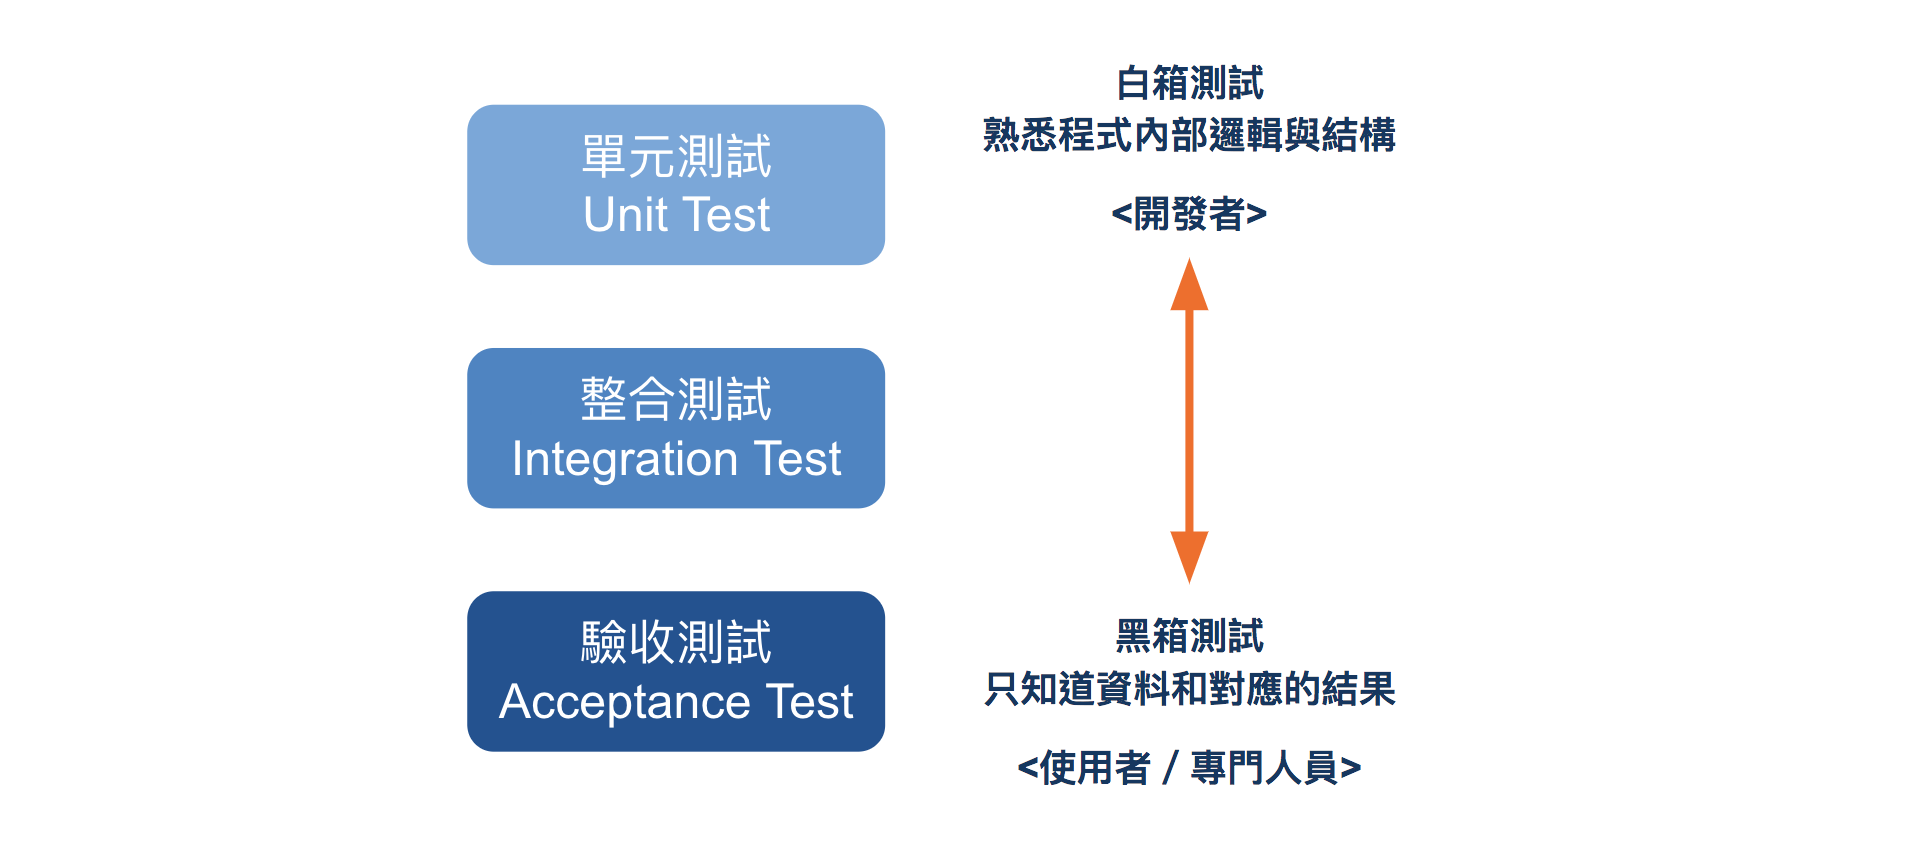 單元測試
Unit Test
整合測試
Integration Test
驗收測試
Acceptance Test
白箱測試
熟悉程式內部邏輯與結構
<開發者>
黑箱測試
只知道資料和對應的結果
<使用者 / 專門人員>